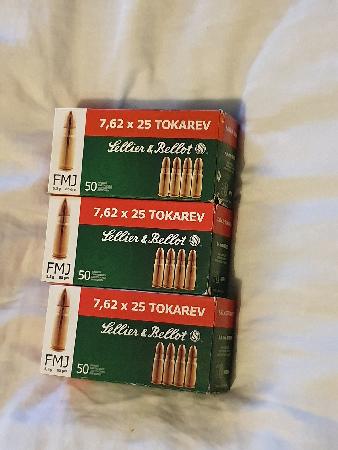 7,62 x 25 TOKAREV
Sellier & Bellot
FMJ
50
7,62 x 25 TOKAREV
Sellier & Bellot
FMJ
50
7,62 x 25 TOKAREV
Sellier & Bellot
FMJ
50